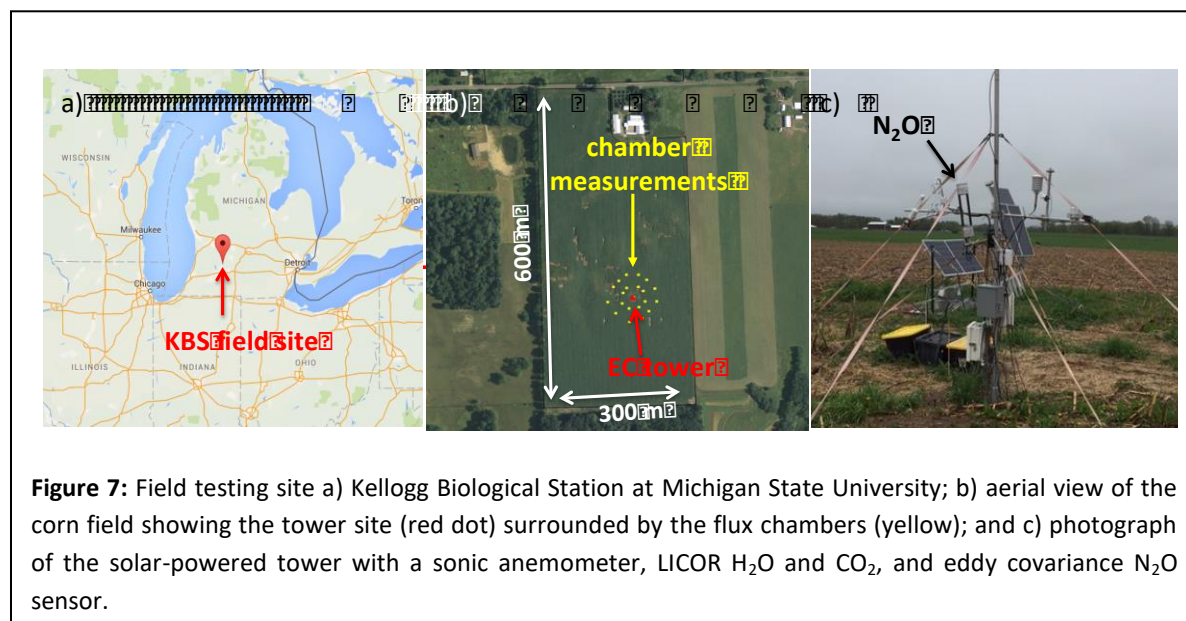 a)
b)
c)
WISCONSIN
MICHIGAN
Toron
Milwaukee
Detroit
Chicago
KBS field site
ILLINOIS
INDIANA
OHIO
chamber
measurements
600 m
EC tower
300 m
N₂O
Figure 7: Field testing site a) Kellogg Biological Station at Michigan State University; b) aerial view of the
corn field showing the tower site (red dot) surrounded by the flux chambers (yellow); and c) photograph
of the solar-powered tower with a sonic anemometer, LICOR H₂O and CO₂, and eddy covariance N₂O
sensor.